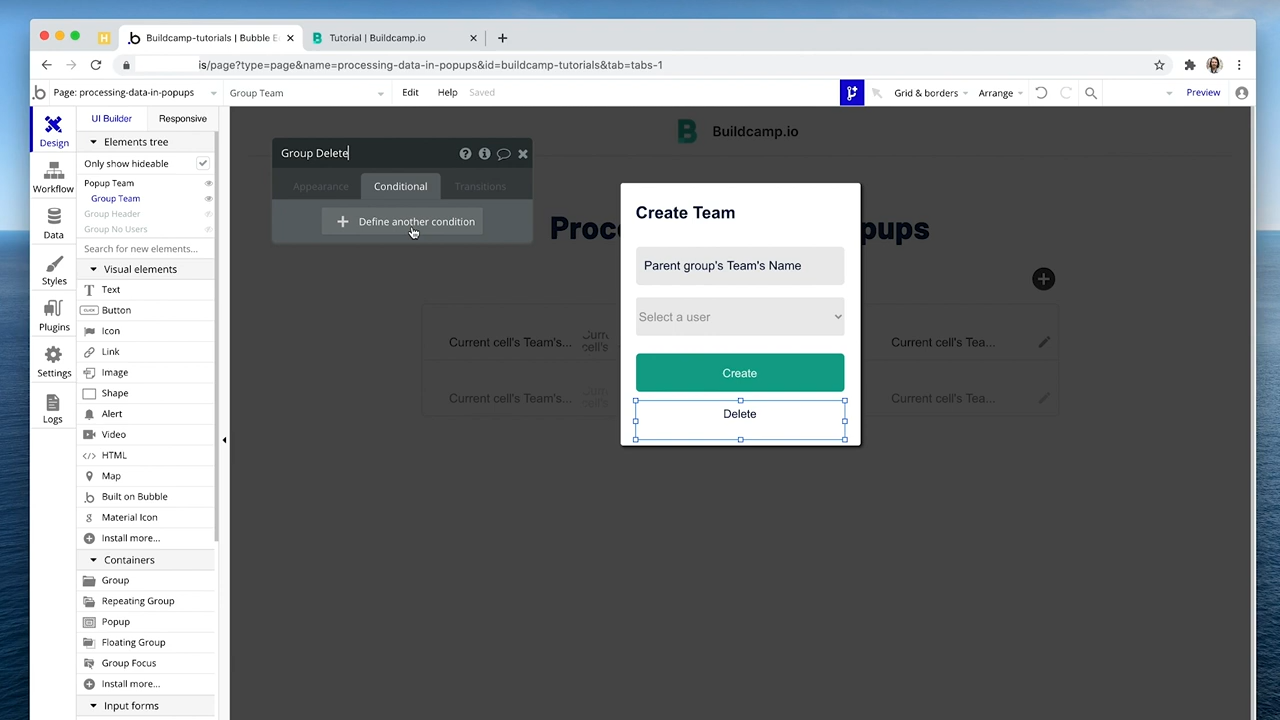 Buildcamp-tutorials | Bubble E
Tutorial | Buildcamp.io
is/page?type=page&name=processing-data-in-popups&id=buildcamp-tutorials&tab=tabs-1
Page: processing-data-in-popups
Group Team
Edit
Help
Saved
Grid & borders
Arrange
Preview
Design
Workflow
Data
Styles
Plugins
Settings
Logs
UI Builder
Responsive
Elements tree
Only show hideable
Popup Team
Group Team
Group Header
Group No Users
Search for new elements...
Visual elements
Text
CLICK
Button
Icon
Link
Image
Shape
Alert
Video
HTML
Map
Built on Bubble
Material Icon
Install more...
Containers
Group
Repeating Group
Popup
Floating Group
Group Focus
Install more...
Input forms
Group Delete
Appearance
Conditional
Transitions
Define another condition
Buildcamp.io
Proce
pups
Create Team
Parent group's Team's Name
Select a user
Create
Delete
Current cell's Team's...
Curr
cell's
Current cell's Tea...
Current cell's Team's...
Curr
cell's
Current cell's Tea...